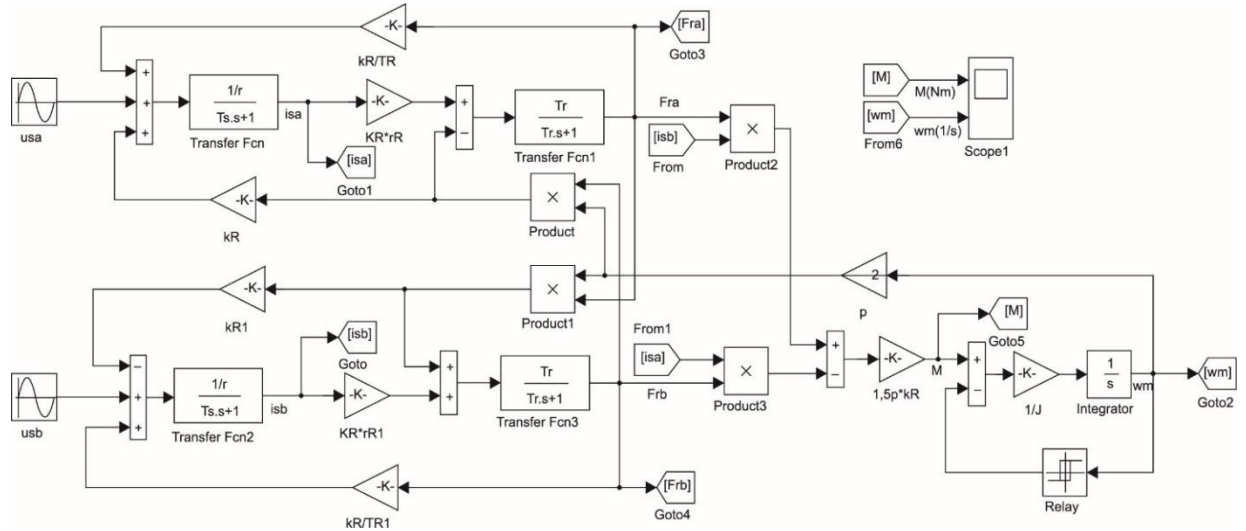 -K-
kR/TR
[Fra]
Goto3
usa
+
+
+
1/r
Ts.s+1
Transfer Fcn
isa
-K-
KR*rR
+
−
Tr
Tr.s+1
Transfer Fcn1
Fra
[isb]
From
×
Product2
[M]
M(Nm)
[wm]
wm(1/s)
From6
Scope1
[isa]
Goto1
-K-
kR
×
Product
-K-
kR1
×
Product1
2
p
usb
−
+
+
1/r
Ts.s+1
Transfer Fcn2
isb
[isb]
Goto
-K-
KR*rR1
+
+
Tr
Tr.s+1
Transfer Fcn3
From1
[isa]
Frb
×
Product3
+
−
-K-
1,5p*kR
M
[M]
Goto5
+
−
-K-
1/J
1
s
Integrator
wm
[wm]
Goto2
Relay
-K-
kR/TR1
[Frb]
Goto4